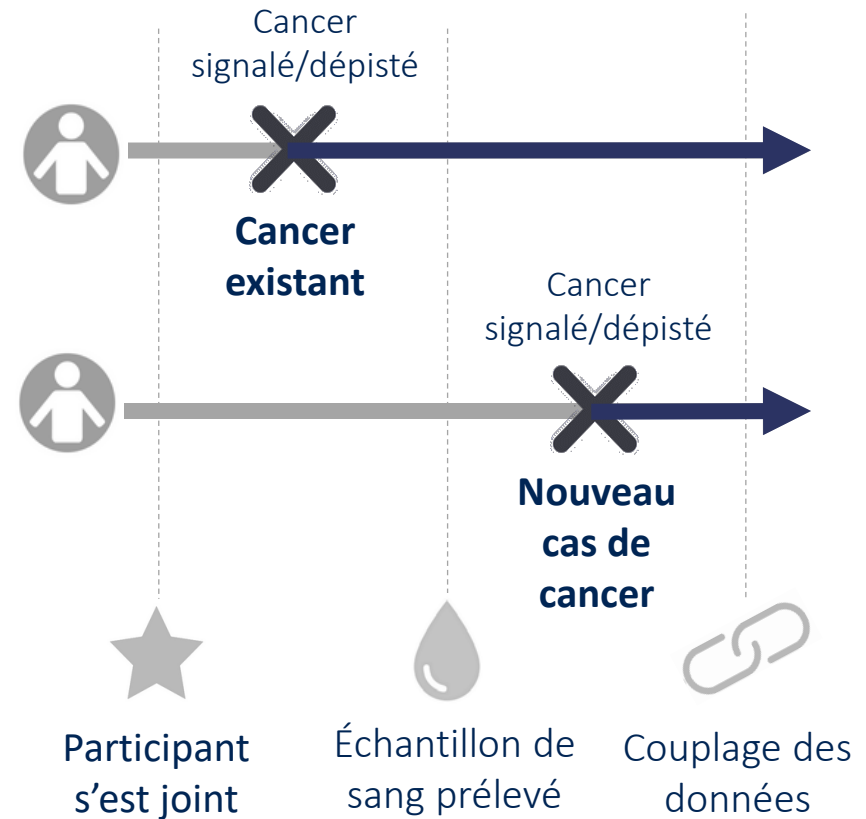 Cancer
signalé/dépisté
Cancer
existant
Cancer
signalé/dépisté
Nouveau
cas de
cancer
Participant
s’est joint
Échantillon de
sang prélevé
Couplage des
données